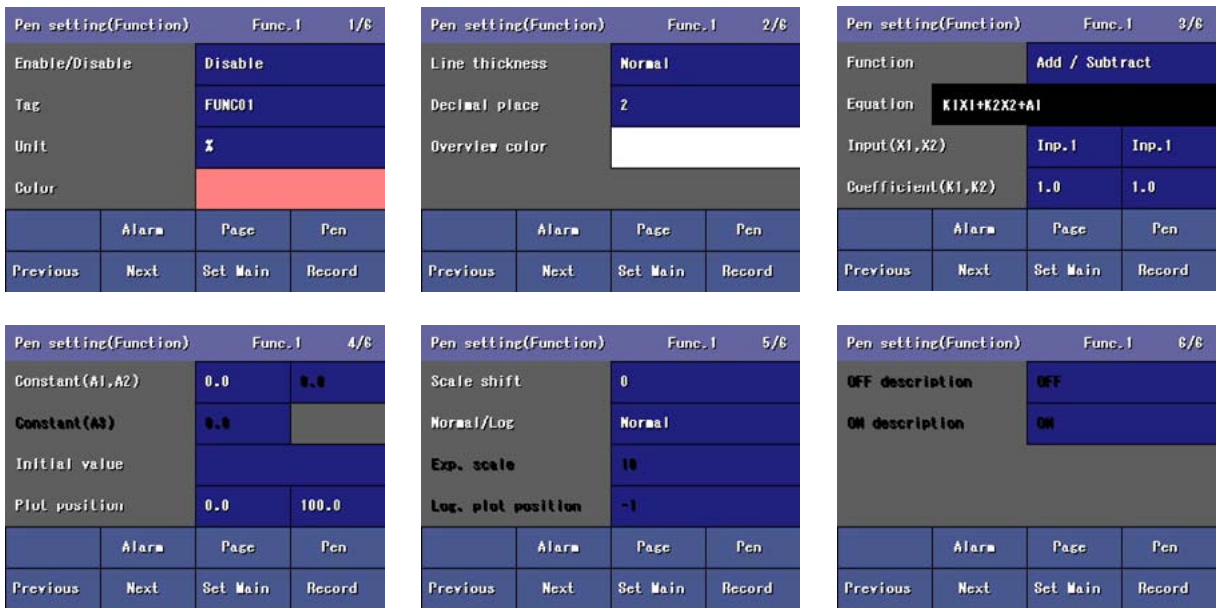 Pen setting(Function) Func.1 1/6
Enable/Disable Disable
Tag FUNC01
Unit %
Color
Alarm Page Pen
Previous Next Set Main Record
Pen setting(Function) Func.1 2/6
Line thickness Normal
Decimal place 2
Overview color
Alarm Page Pen
Previous Next Set Main Record
Pen setting(Function) Func.1 3/6
Function Add / Subtract
Equation K1X1+K2X2+A1
Input(X1,X2) Inp.1 Inp.1
Coefficient(K1,K2) 1.0 1.0
Alarm Page Pen
Previous Next Set Main Record
Pen setting(Function) Func.1 4/6
Constant(A1,A2) 0.0 0.0
Constant(A3) 0.0
Initial value
Plot position 0.0 100.0
Alarm Page Pen
Previous Next Set Main Record
Pen setting(Function) Func.1 5/6
Scale shift 0
Normal/Log Normal
Exp. scale 10
Log. plot position -1
Alarm Page Pen
Previous Next Set Main Record
Pen setting(Function) Func.1 6/6
OFF description OFF
ON description ON
Alarm Page Pen
Previous Next Set Main Record